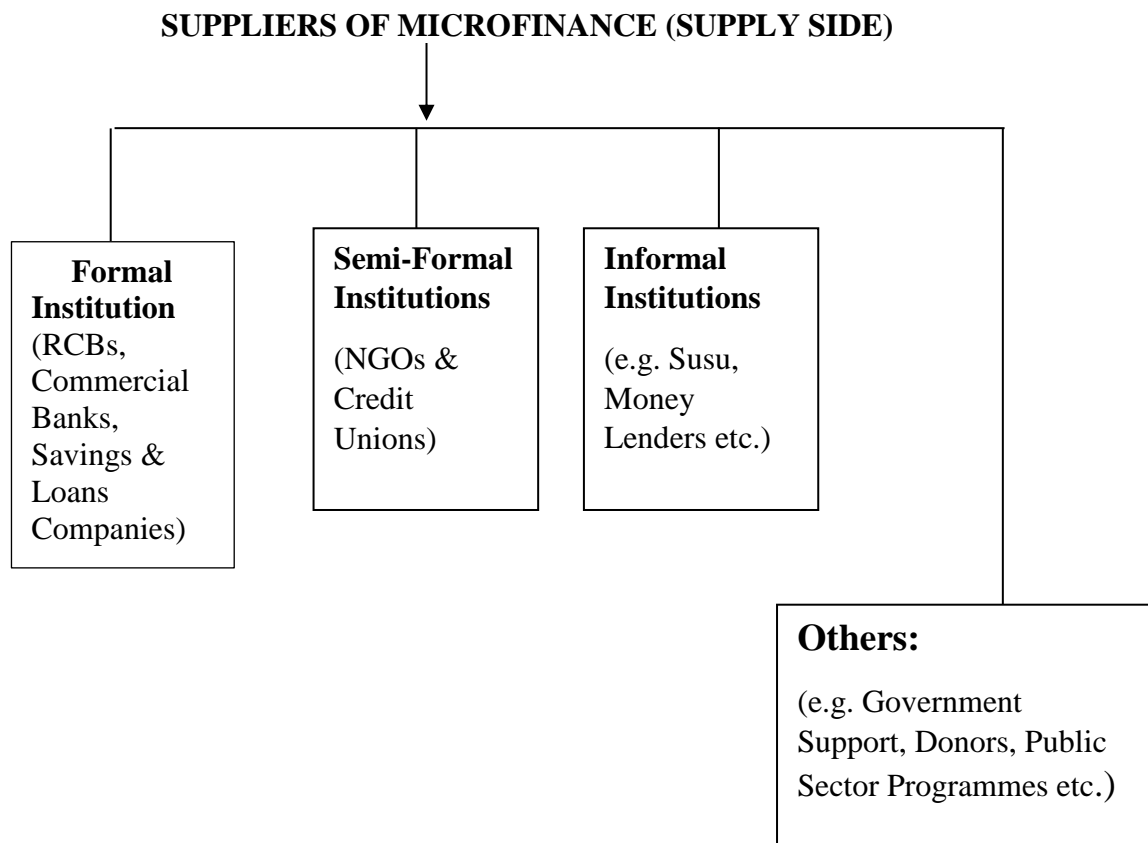 SUPPLIERS OF MICROFINANCE (SUPPLY SIDE)
Formal
Institution
(RCBs,
Commercial
Banks,
Savings &
Loans
Companies)
Semi-Formal
Institutions
(NGOs &
Credit
Unions)
Informal
Institutions
(e.g. Susu,
Money
Lenders etc.)
Others:
(e.g. Government
Support, Donors, Public
Sector Programmes etc.)